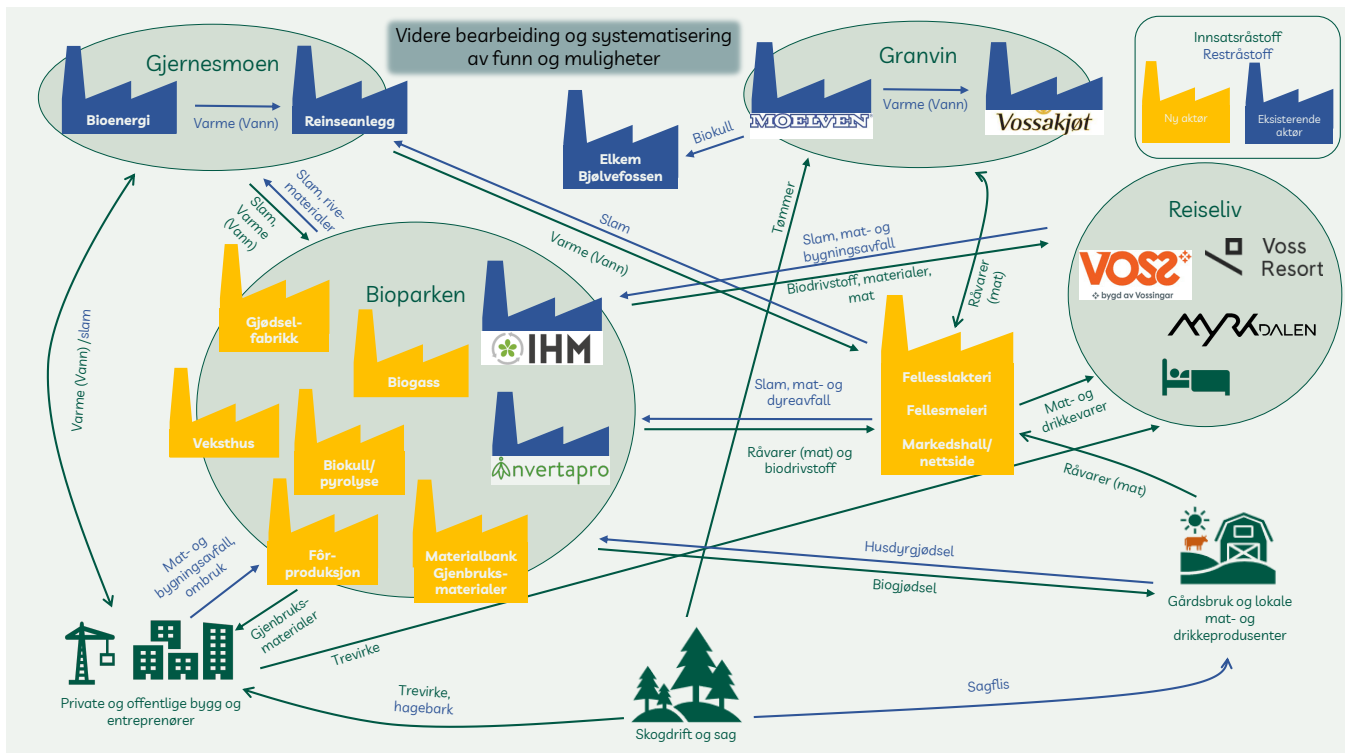 Videre bearbeiding og systematisering
av funn og muligheter
Gjernesmoen
Bioenergi
Varme (Vann)
Reinseanlegg
Granvin
MOELVEN
Varme (Vann)
Vossakjøt
Innsatsråstoff
Restråstoff
Ny aktør
Eksisterende
aktør
Biokull
Elkem
Bjølvefossen
Tømmer
Slam, rive-
materialer
Slam,
Varme
(Vann)
Slam
Varme (Vann)
Slam, mat- og
bygningsavfall
Biodrivstoff, materialer,
mat
Råvarer
(mat)
Reiseliv
VOSS
bygd av Vossingar
Voss
Resort
MYRKDALEN
Bioparken
Gjødsel-
fabrikk
IHM
Biogass
Veksthus
Biokull/
pyrolyse
invertapro
Fôr-
produksjon
Materialbank
Gjenbruks-
materialer
Fellesslakteri
Fellesmeieri
Markedshall/
nettside
Slam, mat- og
dyreavfall
Råvarer (mat) og
biodrivstoff
Mat- og
drikkevarer
Råvarer (mat)
Varme (Vann) /slam
Mat- og
bygningsavfall,
ombruk
Gjenbruks-
materialer
Husdyrgjødsel
Biogjødsel
Gårdsbruk og lokale
mat- og
drikkeprodusenter
Trevirke
Private og offentlige bygg og
entreprenører
Trevirke,
hagebark
Skogdrift og sag
Sagflis